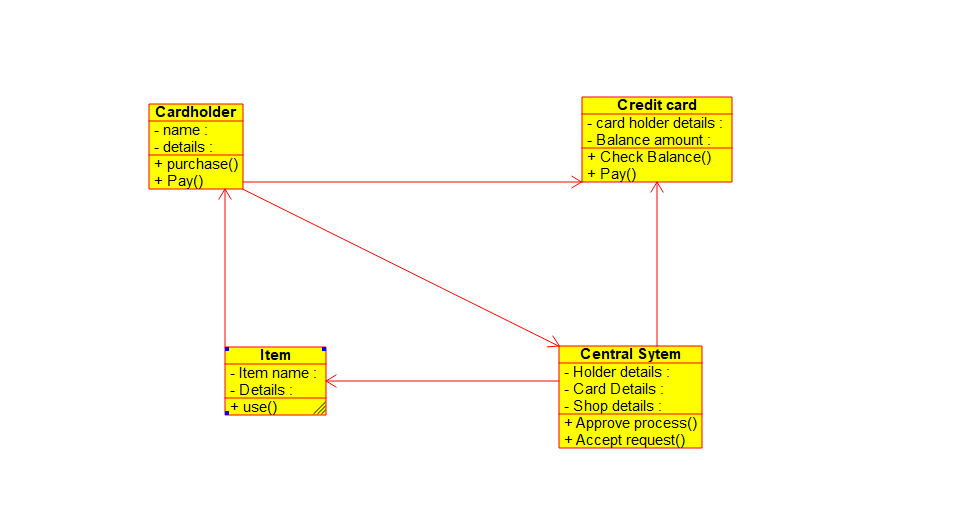 Cardholder
- name :
- details :
+ purchase()
+ Pay()
Credit card
- card holder details :
- Balance amount :
+ Check Balance()
+ Pay()
Item
- Item name :
- Details :
+ use()
Central Sytem
- Holder details :
- Card Details :
- Shop details :
+ Approve process()
+ Accept request()